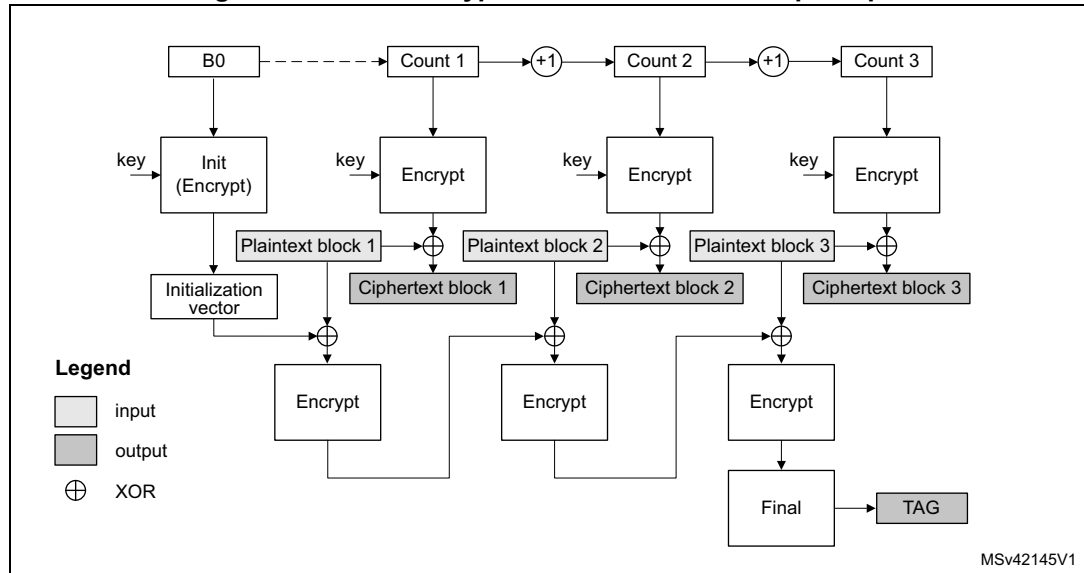 B0
Count 1
+1
Count 2
+1
Count 3
key
Init
(Encrypt)
key
Encrypt
key
Encrypt
key
Encrypt
Plaintext block 1
Plaintext block 2
Plaintext block 3
Ciphertext block 1
Ciphertext block 2
Ciphertext block 3
Initialization
vector
Legend
input
output
XOR
Encrypt
Encrypt
Encrypt
Final
TAG
MSv42145V1